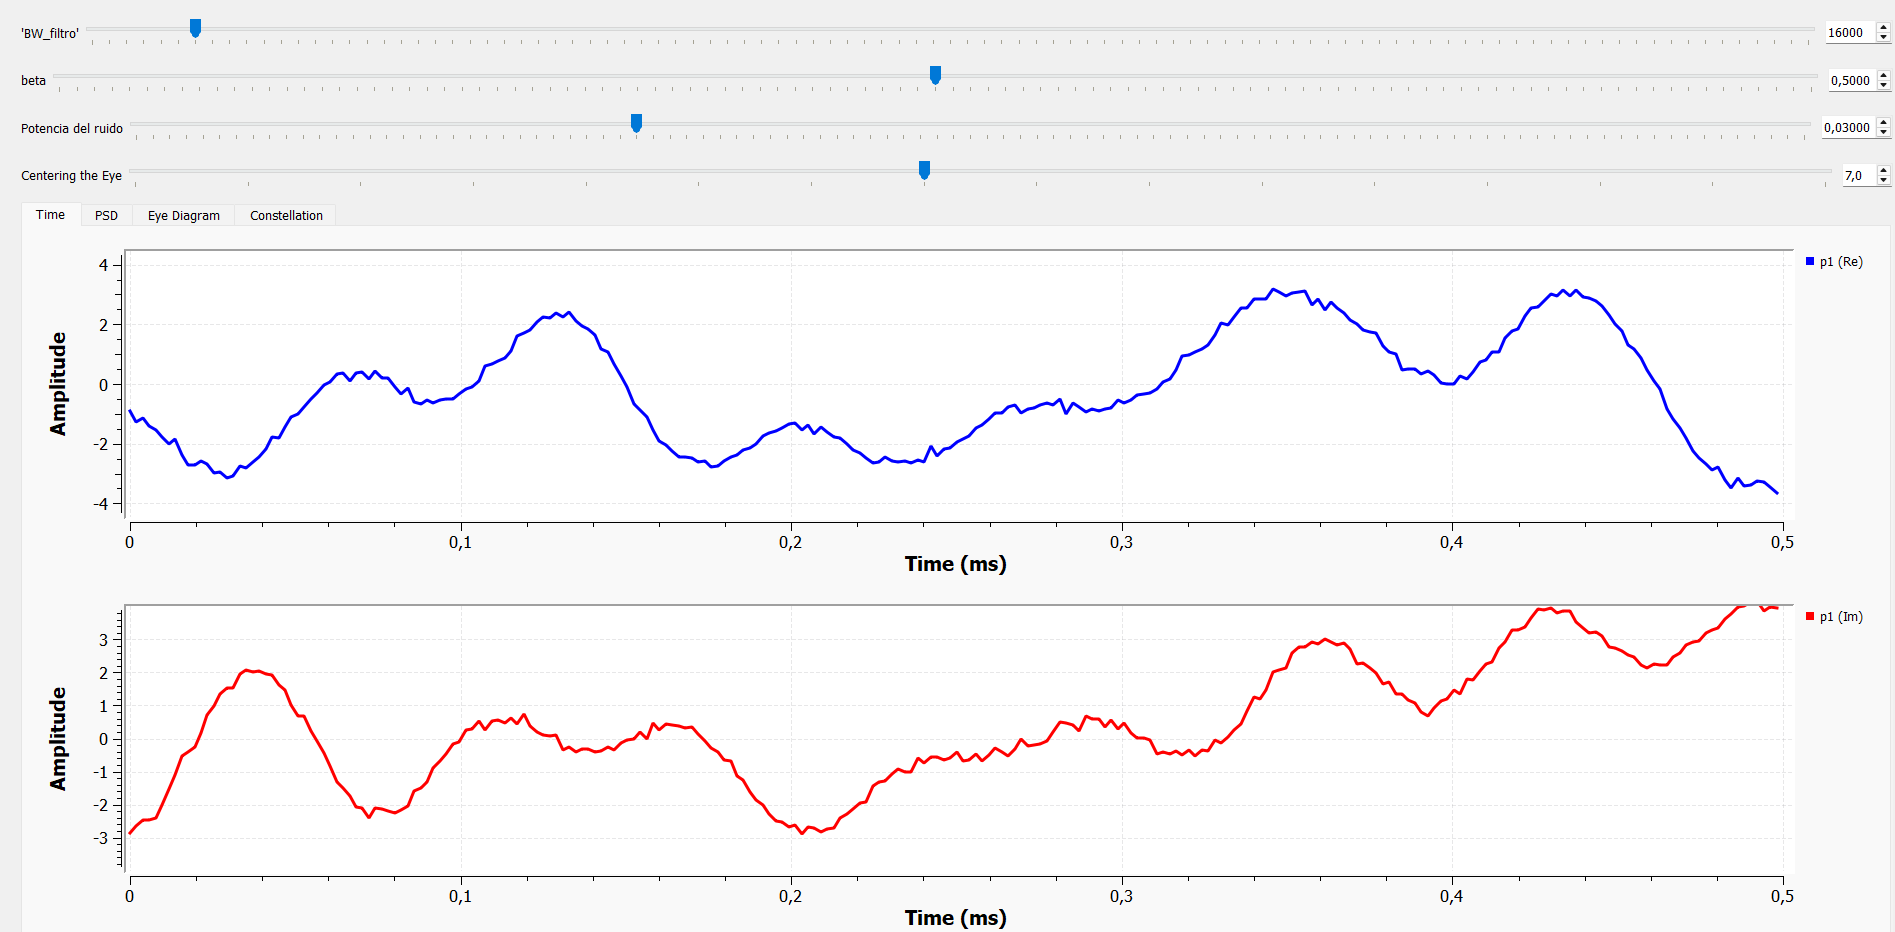 'BW_filtro' 16000
beta 0,5000
Potencia del ruido 0,03000
Centering the Eye 7,0
Time PSD Eye Diagram Constellation
Amplitude
4
2
0
-2
-4
p1 (Re)
0 0,1 0,2 0,3 0,4 0,5
Time (ms)
Amplitude
3
2
1
0
-1
-2
-3
p1 (Im)
0 0,1 0,2 0,3 0,4 0,5
Time (ms)